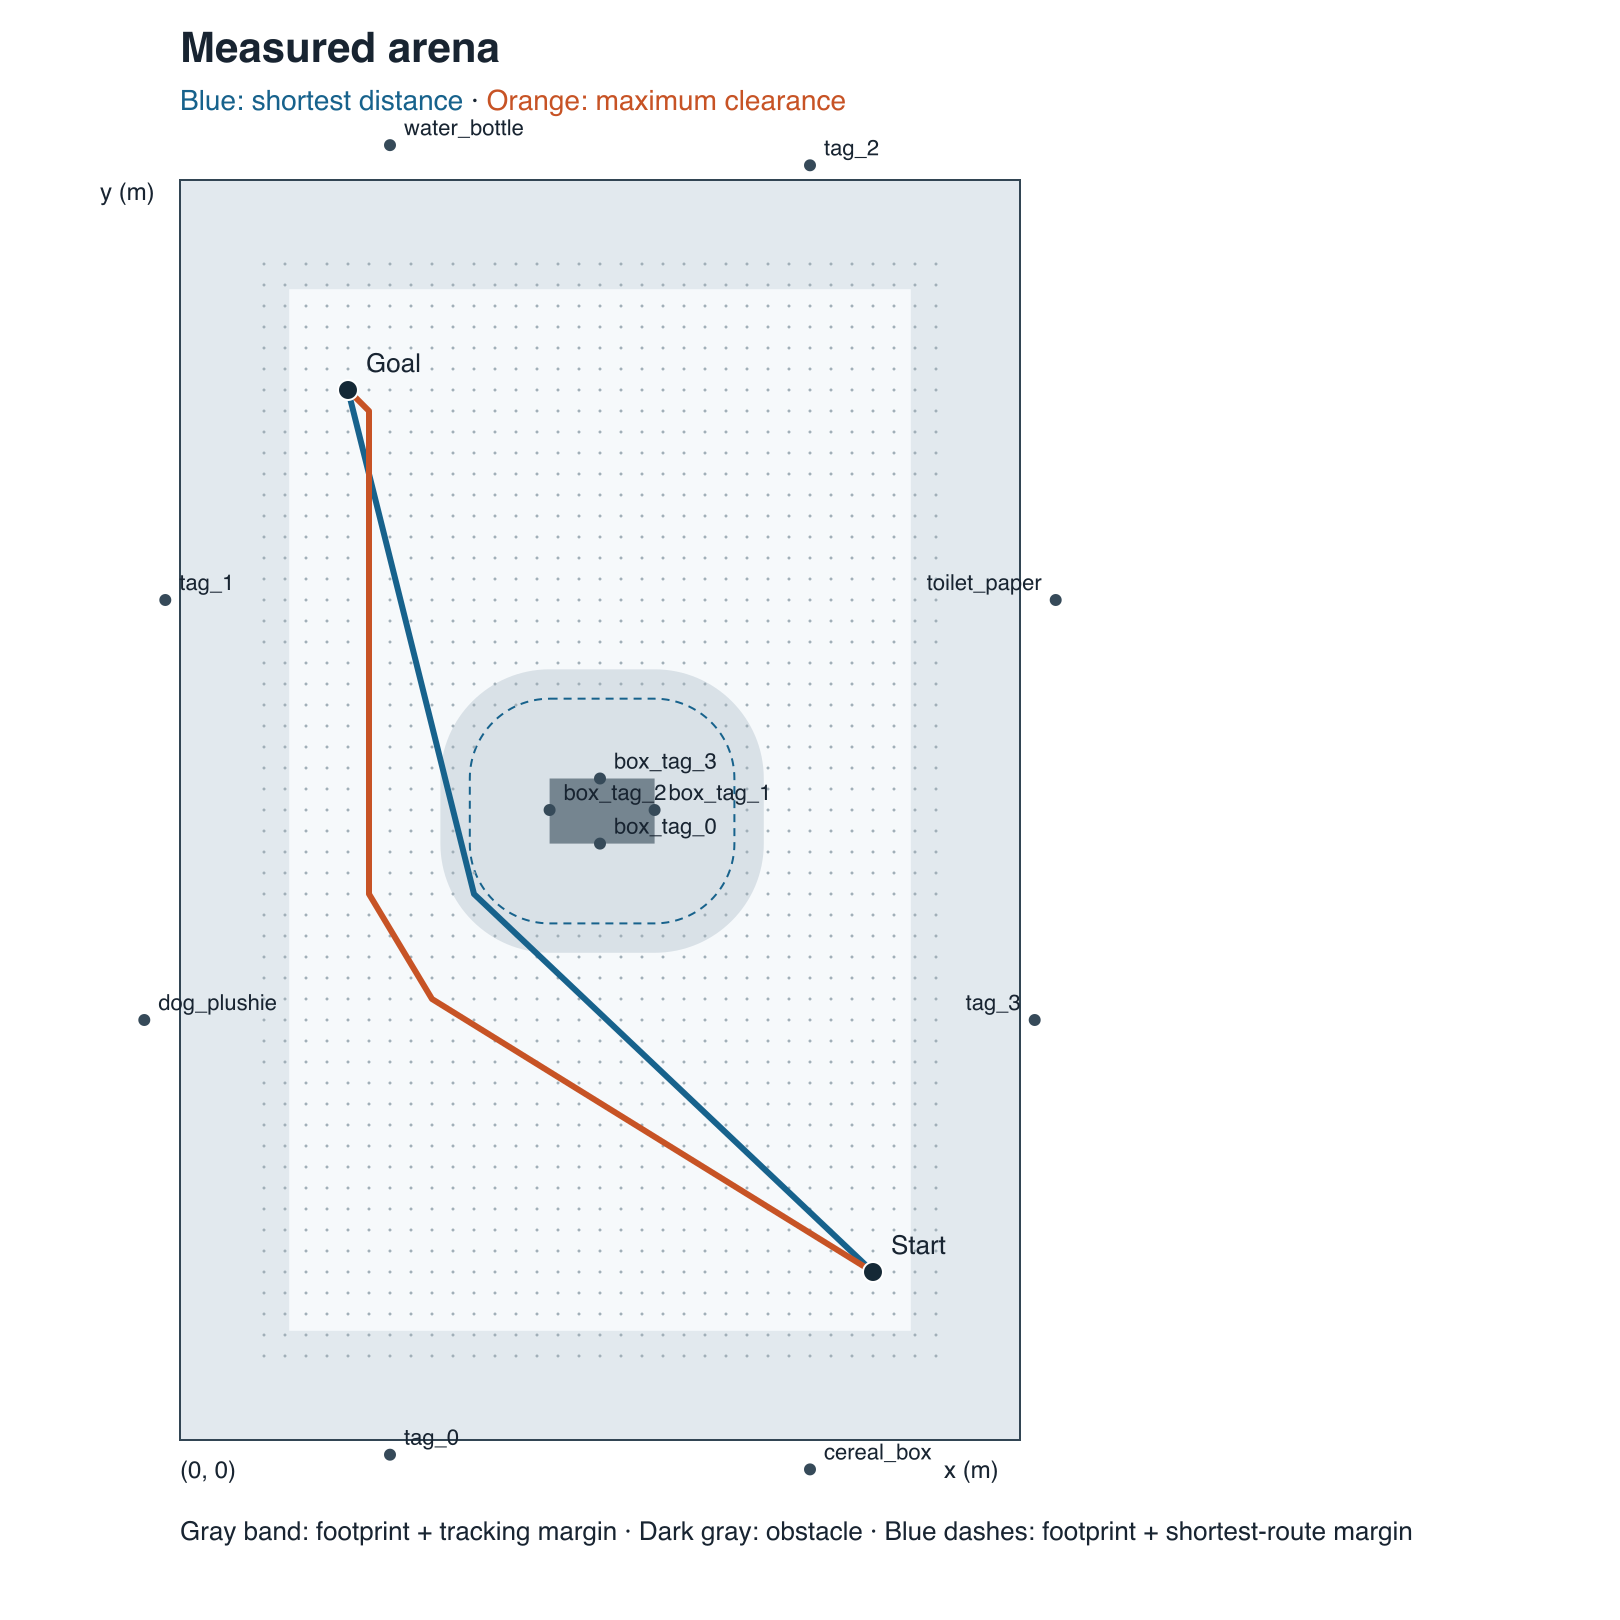 Measured arena
Blue: shortest distance · Orange: maximum clearance
water_bottle
tag_2
y (m)
Goal
tag_1
toilet_paper
box_tag_3
box_tag_2
box_tag_1
box_tag_0
dog_plushie
tag_3
Start
tag_0
cereal_box
(0, 0)
x (m)
Gray band: footprint + tracking margin · Dark gray: obstacle · Blue dashes: footprint + shortest-route margin